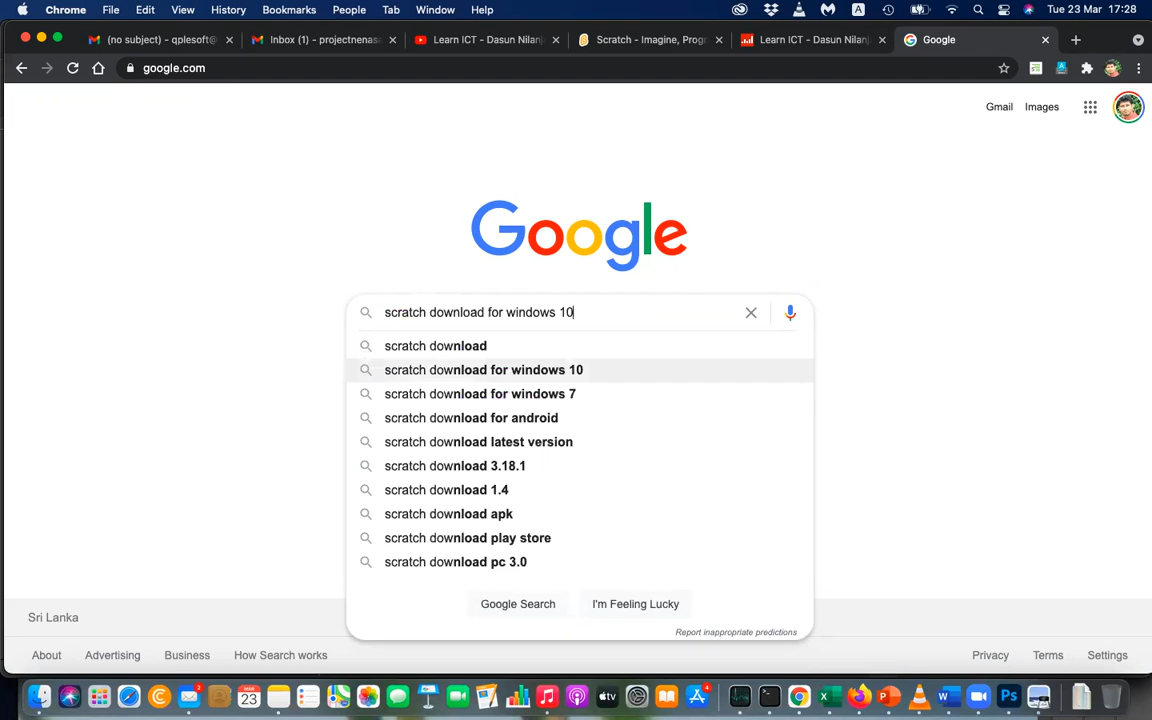 Chrome File Edit View History Bookmarks People Tab Window Help A Tue 23 Mar 17:28
(no subject) - qplesoft@ Inbox (1) - projectnenasa Learn ICT - Dasun Nilanj Scratch - Imagine, Progr Learn ICT - Dasun Nilanj Google
google.com
Gmail Images
Google
scratch download for windows 10
scratch download
scratch download for windows 10
scratch download for windows 7
scratch download for android
scratch download latest version
scratch download 3.18.1
scratch download 1.4
scratch download apk
scratch download play store
scratch download pc 3.0
Google Search I'm Feeling Lucky
Report inappropriate predictions
Sri Lanka
About Advertising Business How Search works Privacy Terms Settings